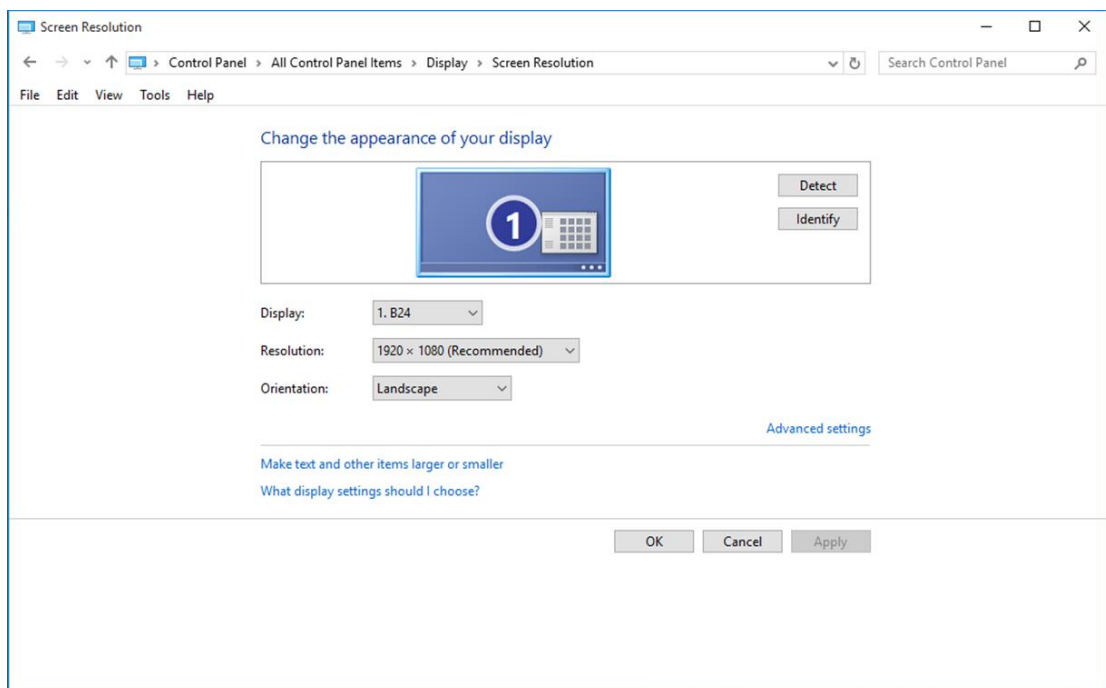 Screen Resolution
Control Panel > All Control Panel Items > Display > Screen Resolution
Search Control Panel
File Edit View Tools Help
Change the appearance of your display
1
Detect
Identify
Display: 1. B24
Resolution: 1920 × 1080 (Recommended)
Orientation: Landscape
Advanced settings
Make text and other items larger or smaller
What display settings should I choose?
OK Cancel Apply